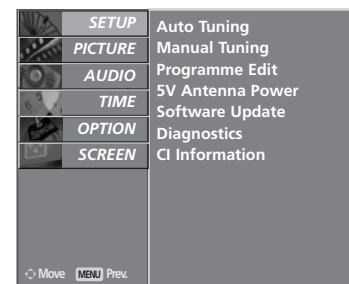 SETUP
PICTURE
AUDIO
TIME
OPTION
SCREEN
Auto Tuning
Manual Tuning
Programme Edit
5V Antenna Power
Software Update
Diagnostics
CI Information
Move MENU Prev.